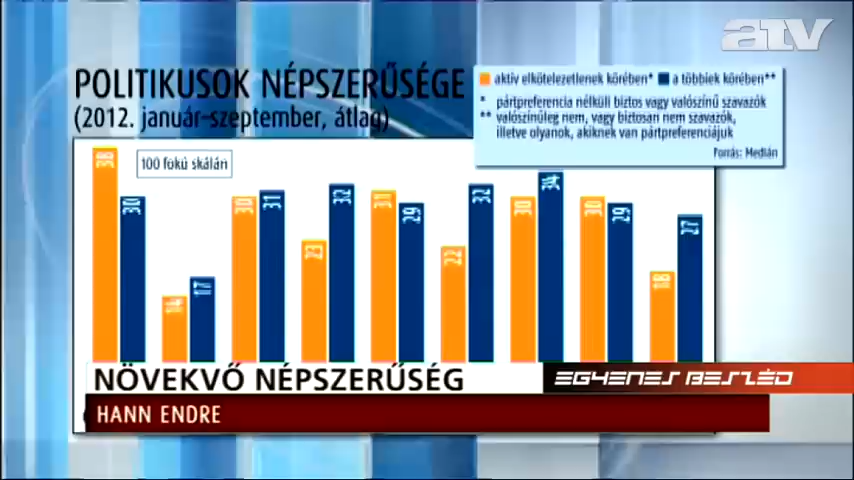 atv
POLITIKUSOK NÉPSZERŰSÉGE
(2012. január-szeptember, átlag)
aktív elkötelezetlenek körében* a többiek körében**
* pártpreferencia nélküli biztos vagy valószínű szavazók
** valószínűleg nem, vagy biztosan nem szavazók,
illetve olyanok, akiknek van pártpreferenciájuk
Forrás: Medián
100 fokú skálán
38 30 14 17 30 31 23 32 31 29 22 32 30 34 30 29 18 27
NÖVEKVŐ NÉPSZERŰSÉG
EGYENES BESZÉD
HANN ENDRE